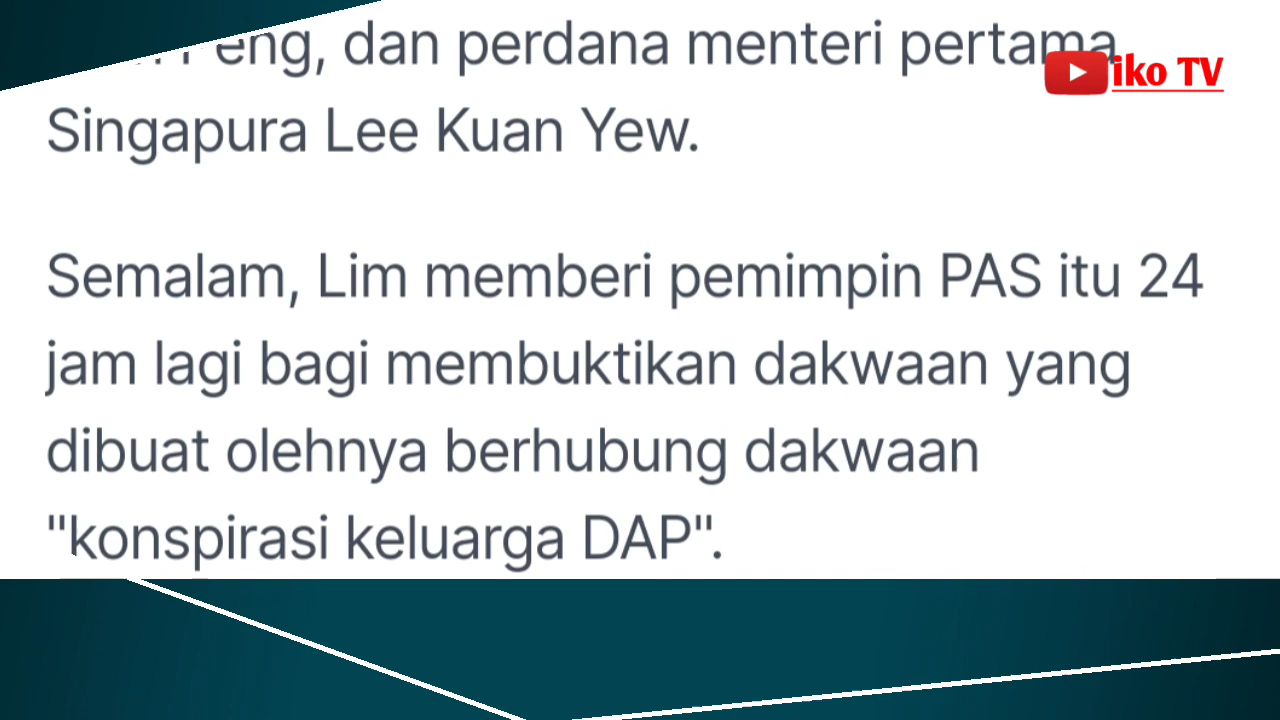 eng, dan perdana menteri pertama
iko TV
Singapura Lee Kuan Yew.
Semalam, Lim memberi pemimpin PAS itu 24
jam lagi bagi membuktikan dakwaan yang
dibuat olehnya berhubung dakwaan
"konspirasi keluarga DAP".